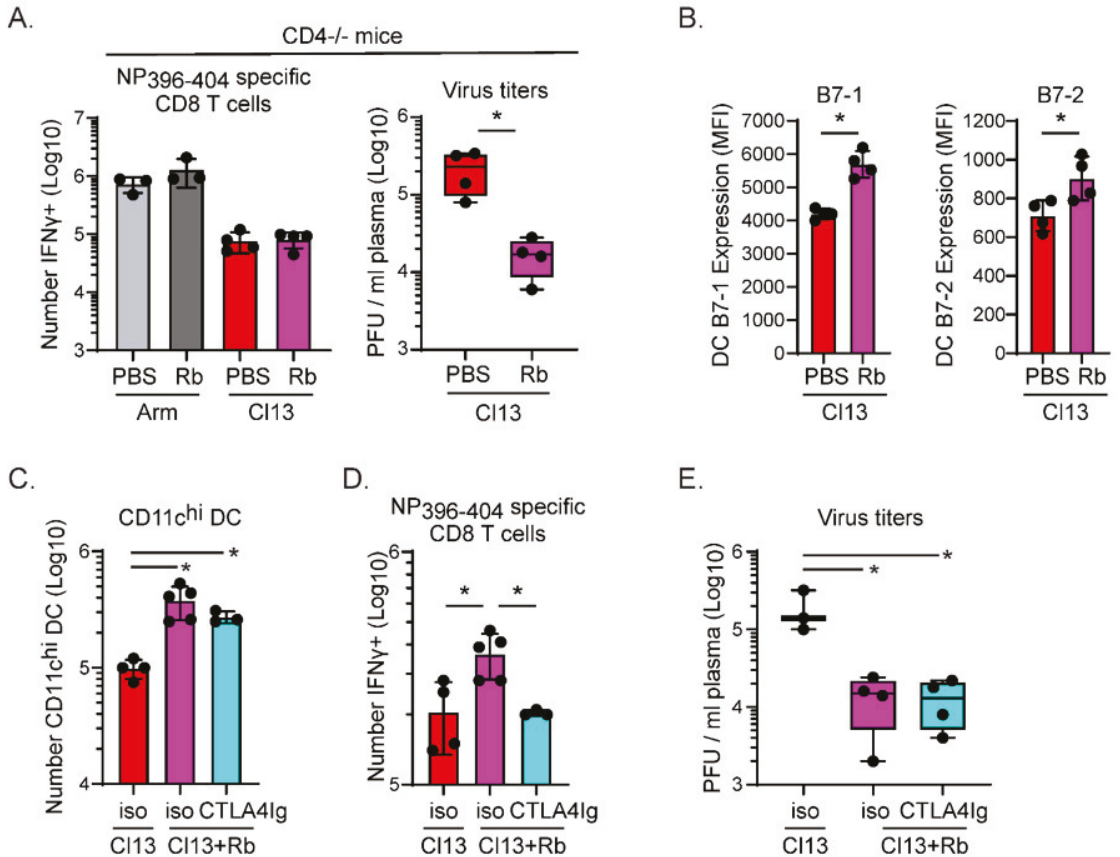 A.
CD4-/- mice
NP396-404 specific
CD8 T cells
Number IFNγ+ (Log10)
7
6
5
4
3
PBS Rb PBS Rb
Arm Cl13
Virus titers
*
PFU / ml plasma (Log10)
6
5
4
3
PBS Rb
Cl13
B.
B7-1
*
DC B7-1 Expression (MFI)
7000
6000
5000
4000
3000
2000
1000
0
PBS Rb
Cl13
B7-2
*
DC B7-2 Expression (MFI)
1200
1000
800
600
400
200
0
PBS Rb
Cl13
C.
CD11chi DC
*
*
Number CD11chi DC (Log10)
6
5
4
iso iso CTLA4Ig
Cl13 Cl13+Rb
D.
NP396-404 specific
CD8 T cells
* *
Number IFNγ+ (Log10)
6
5
iso iso CTLA4Ig
Cl13 Cl13+Rb
E.
Virus titers
*
*
PFU / ml plasma (Log10)
6
5
4
3
iso iso CTLA4Ig
Cl13 Cl13+Rb